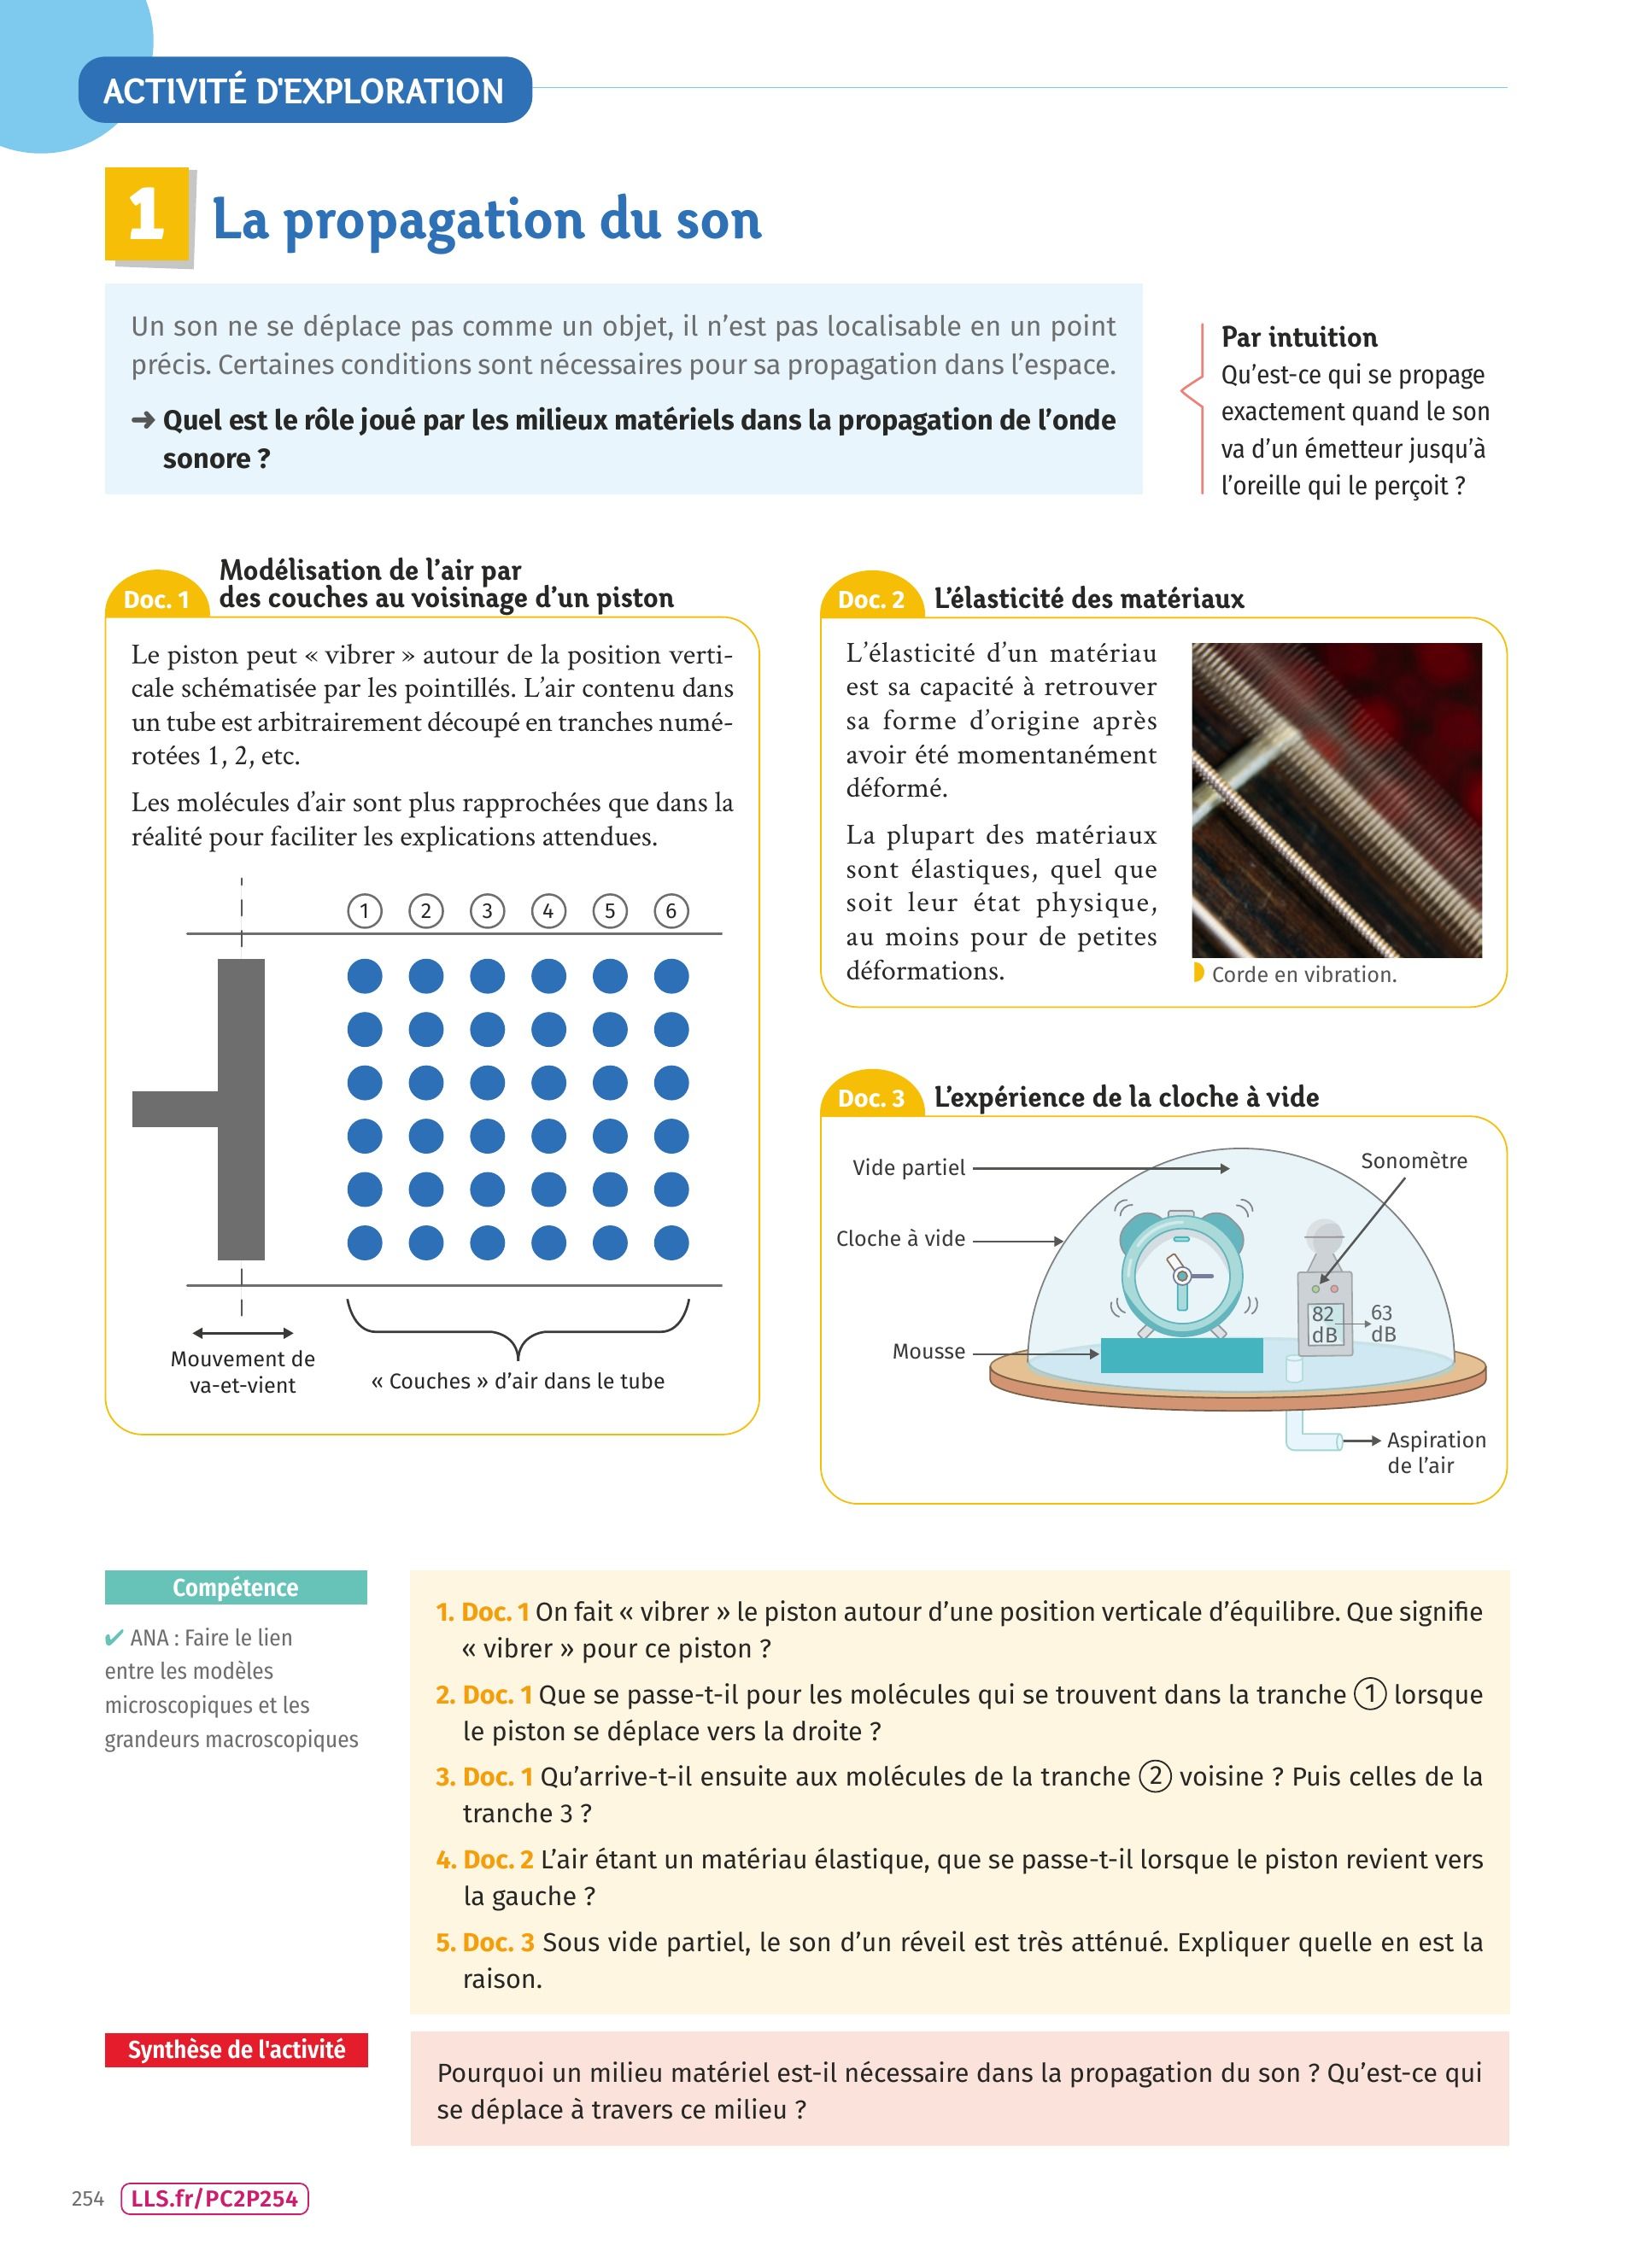 ACTIVITÉ D'EXPLORATION
1
La propagation du son
Un son ne se déplace pas comme un objet, il n’est pas localisable en un point
précis. Certaines conditions sont nécessaires pour sa propagation dans l’espace.
➜ Quel est le rôle joué par les milieux matériels dans la propagation de l’onde
sonore ?
Par intuition
Qu’est-ce qui se propage
exactement quand le son
va d’un émetteur jusqu’à
l’oreille qui le perçoit ?
Doc. 1
Modélisation de l’air par
des couches au voisinage d’un piston
Le piston peut « vibrer » autour de la position verti-
cale schématisée par les pointillés. L’air contenu dans
un tube est arbitrairement découpé en tranches numé-
rotées 1, 2, etc.
Les molécules d’air sont plus rapprochées que dans la
réalité pour faciliter les explications attendues.
1 2 3 4 5 6
Mouvement de
va-et-vient
« Couches » d’air dans le tube
Doc. 2
L’élasticité des matériaux
L’élasticité d’un matériau
est sa capacité à retrouver
sa forme d’origine après
avoir été momentanément
déformé.
La plupart des matériaux
sont élastiques, quel que
soit leur état physique,
au moins pour de petites
déformations.
Corde en vibration.
Doc. 3
L’expérience de la cloche à vide
Vide partiel
Sonomètre
Cloche à vide
82
dB
63
dB
Mousse
Aspiration
de l’air
Compétence
✔ ANA : Faire le lien
entre les modèles
microscopiques et les
grandeurs macroscopiques
1. Doc. 1 On fait « vibrer » le piston autour d’une position verticale d’équilibre. Que signifie
« vibrer » pour ce piston ?
2. Doc. 1 Que se passe-t-il pour les molécules qui se trouvent dans la tranche 1 lorsque
le piston se déplace vers la droite ?
3. Doc. 1 Qu’arrive-t-il ensuite aux molécules de la tranche 2 voisine ? Puis celles de la
tranche 3 ?
4. Doc. 2 L’air étant un matériau élastique, que se passe-t-il lorsque le piston revient vers
la gauche ?
5. Doc. 3 Sous vide partiel, le son d’un réveil est très atténué. Expliquer quelle en est la
raison.
Synthèse de l'activité
Pourquoi un milieu matériel est-il nécessaire dans la propagation du son ? Qu’est-ce qui
se déplace à travers ce milieu ?
254
LLS.fr/PC2P254